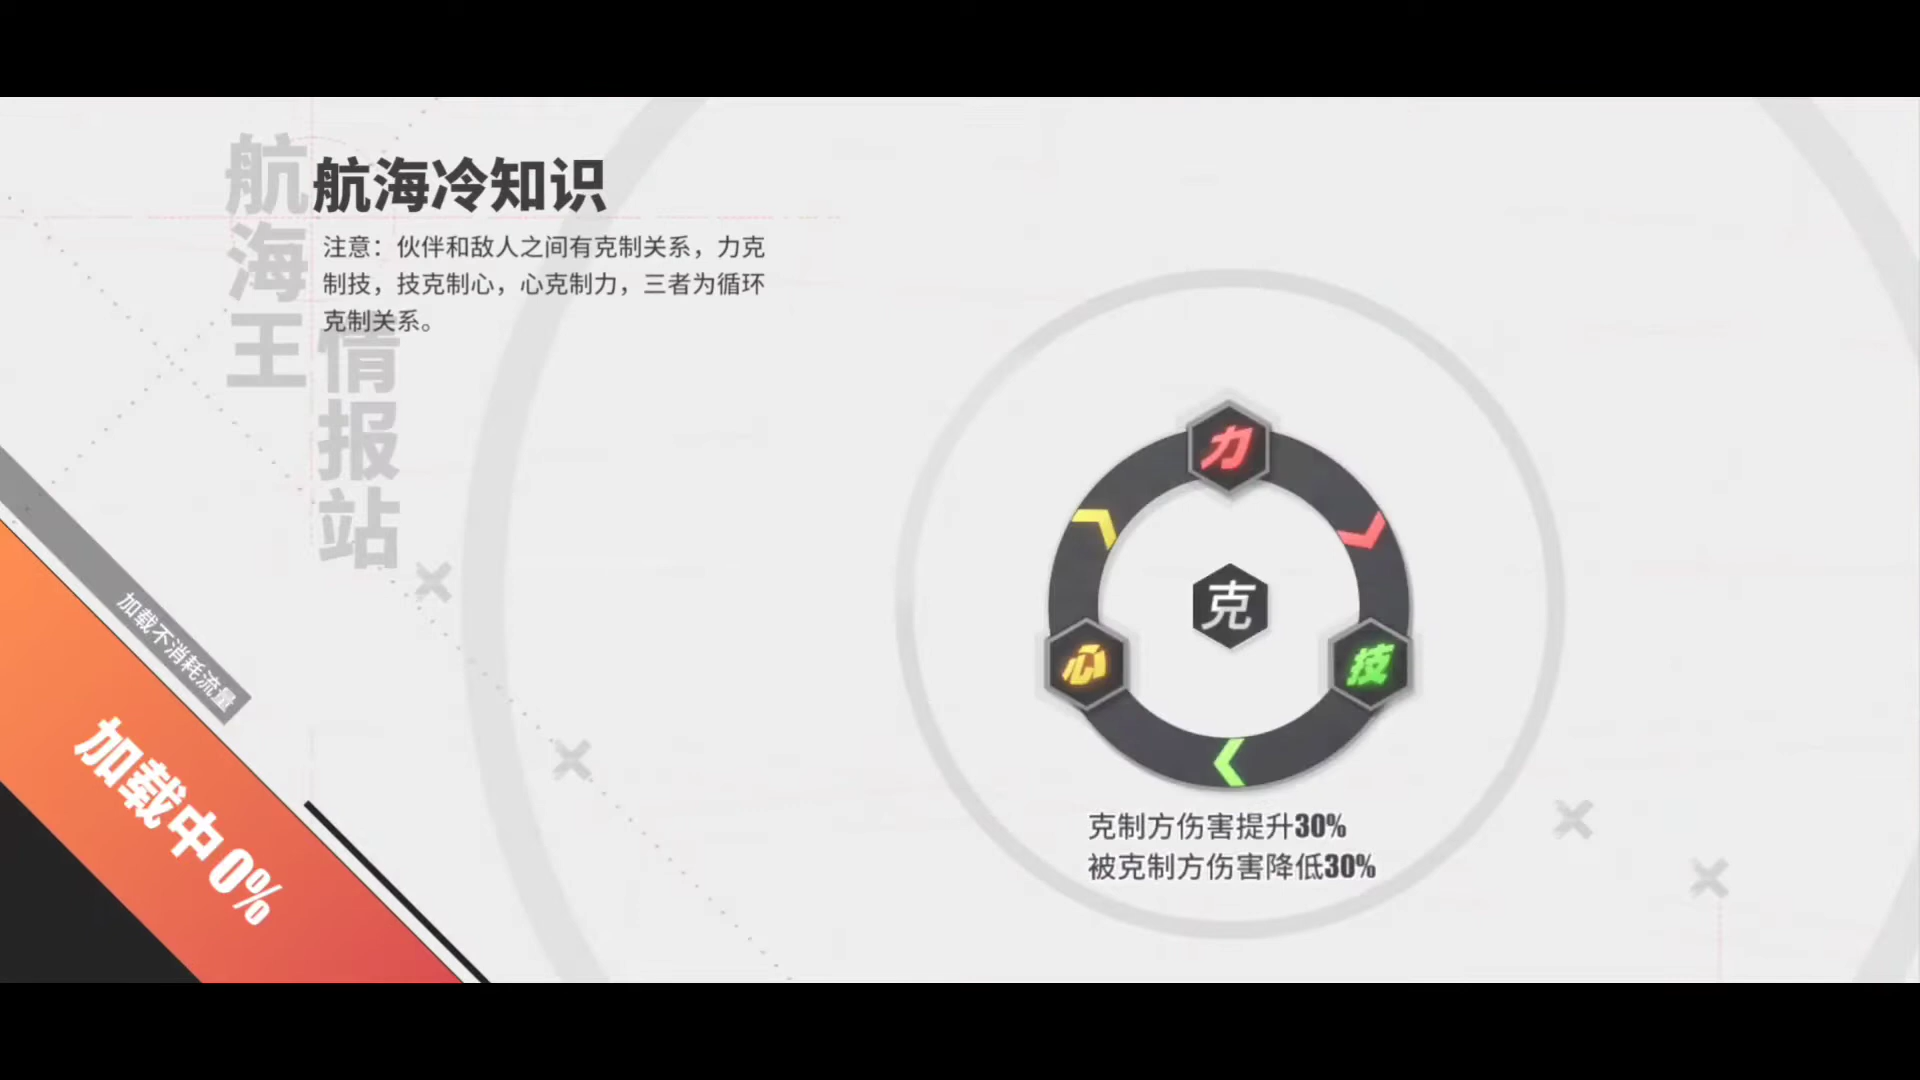 航海王
情报站
航海冷知识
注意：伙伴和敌人之间有克制关系，力克
制技，技克制心，心克制力，三者为循环
克制关系。
力
克
心
技
克制方伤害提升30%
被克制方伤害降低30%
加载不消耗流量
加载中0%